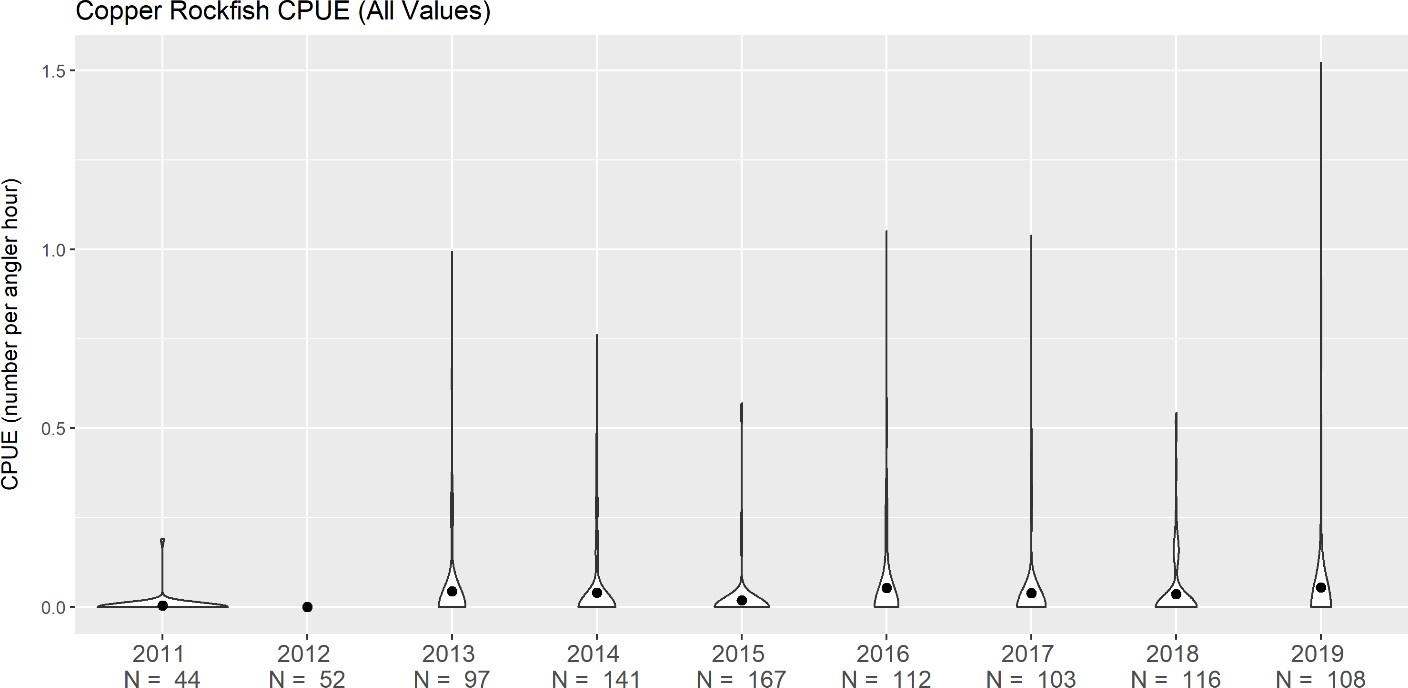 Copper Rockfish CPUE (All Values)
CPUE (number per angler hour)
1.5
1.0
0.5
0.0
2011 2012 2013 2014 2015 2016 2017 2018 2019
N = 44 N = 52 N = 97 N = 141 N = 167 N = 112 N = 103 N = 116 N = 108